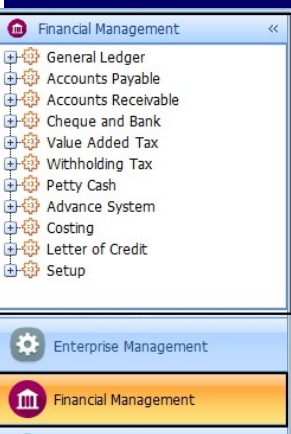 Financial Management «
General Ledger
Accounts Payable
Accounts Receivable
Cheque and Bank
Value Added Tax
Withholding Tax
Petty Cash
Advance System
Costing
Letter of Credit
Setup
Enterprise Management
Financial Management